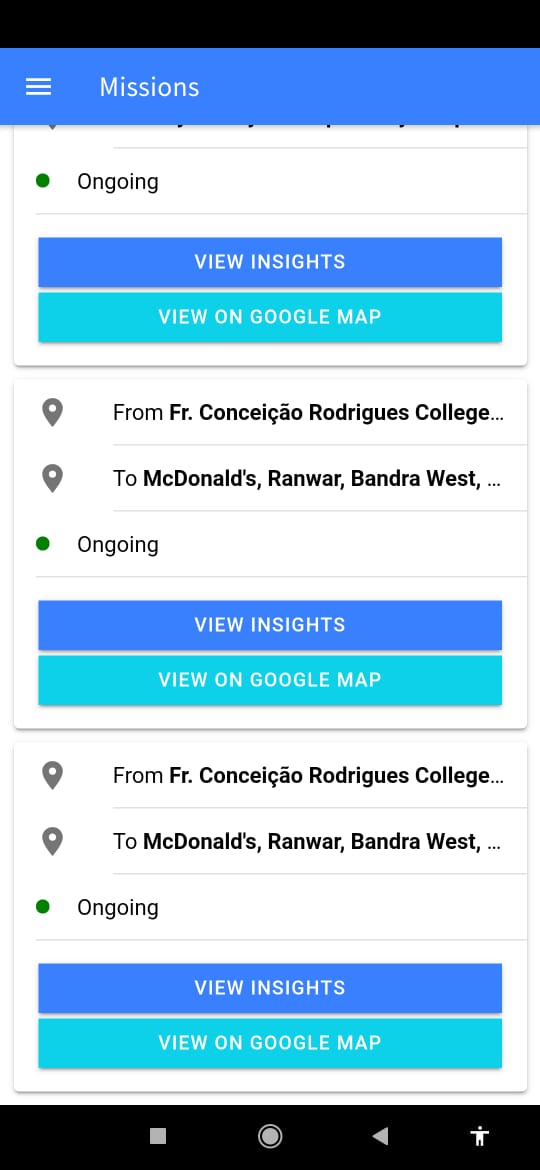 Missions
Ongoing
VIEW INSIGHTS
VIEW ON GOOGLE MAP
From Fr. Conceição Rodrigues College...
To McDonald's, Ranwar, Bandra West, ...
Ongoing
VIEW INSIGHTS
VIEW ON GOOGLE MAP
From Fr. Conceição Rodrigues College...
To McDonald's, Ranwar, Bandra West, ...
Ongoing
VIEW INSIGHTS
VIEW ON GOOGLE MAP